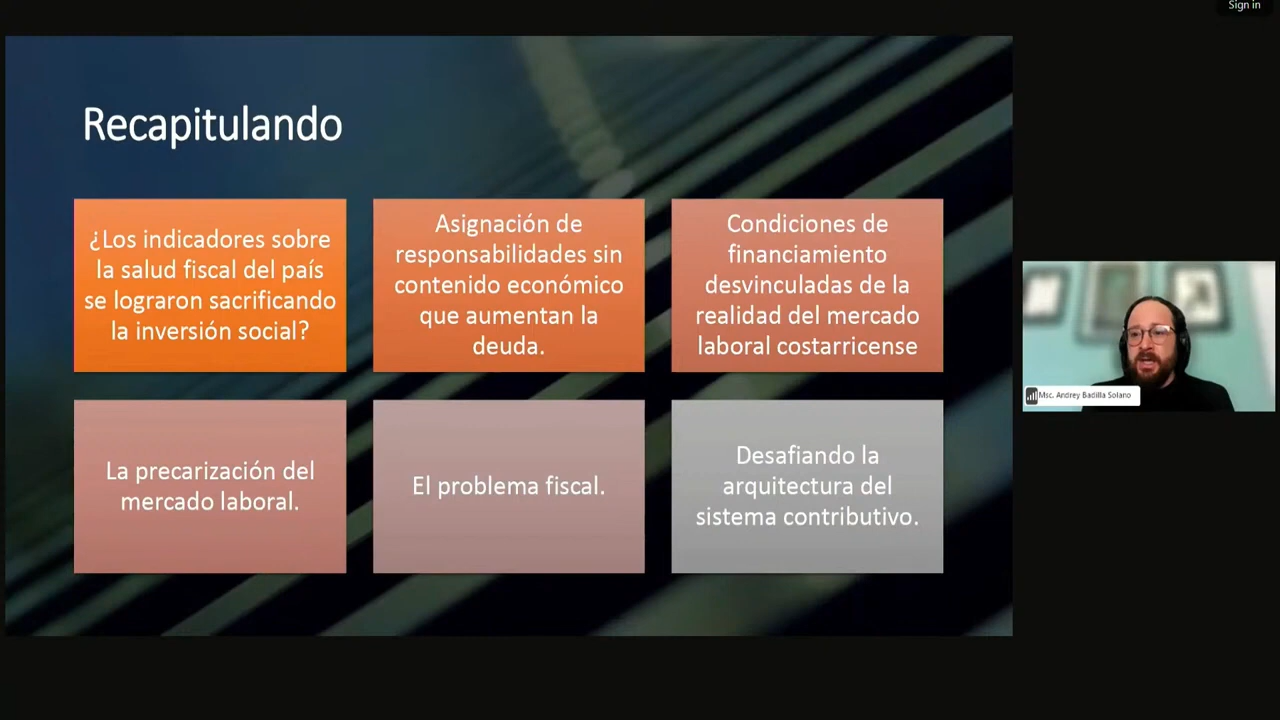 Sign in
Recapitulando
¿Los indicadores sobre
la salud fiscal del país
se lograron sacrificando
la inversión social?
Asignación de
responsabilidades sin
contenido económico
que aumentan la
deuda.
Condiciones de
financiamiento
desvinculadas de la
realidad del mercado
laboral costarricense
La precarización del
mercado laboral.
El problema fiscal.
Desafiando la
arquitectura del
sistema contributivo.
Msc. Andrey Badilla Solano